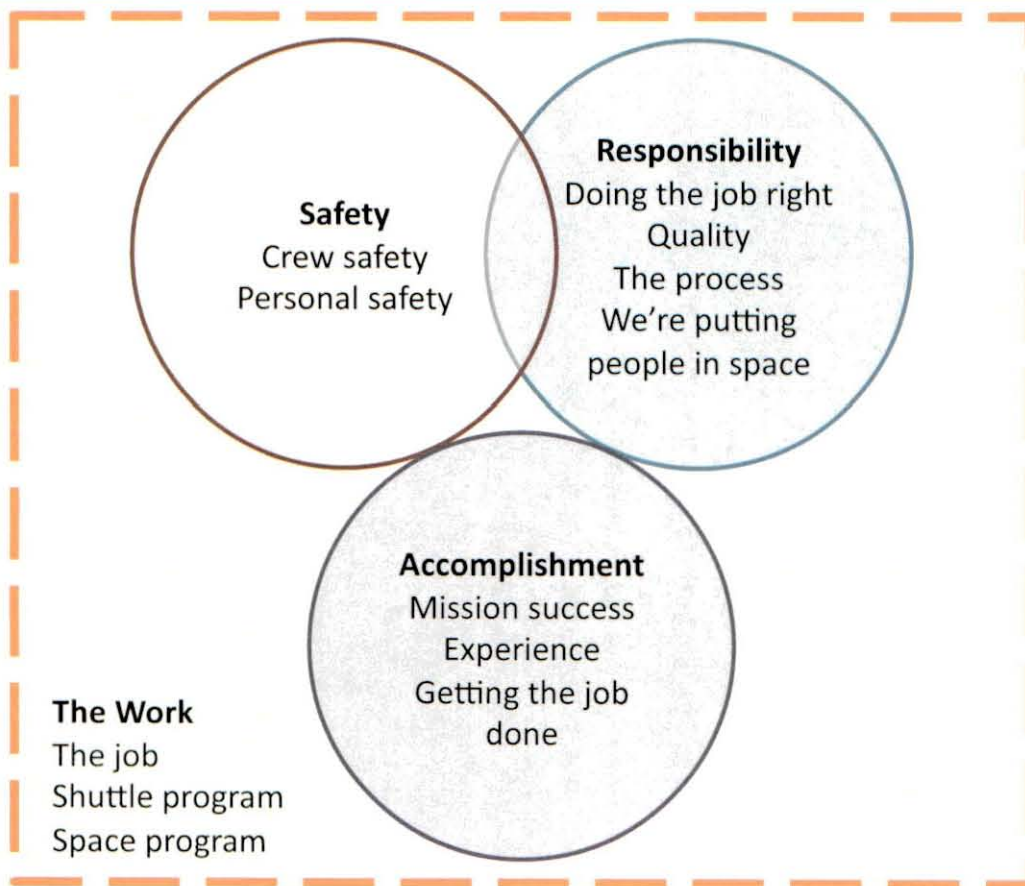 Safety
Crew safety
Personal safety
Responsibility
Doing the job right
Quality
The process
We're putting
people in space
Accomplishment
Mission success
Experience
Getting the job
done
The Work
The job
Shuttle program
Space program